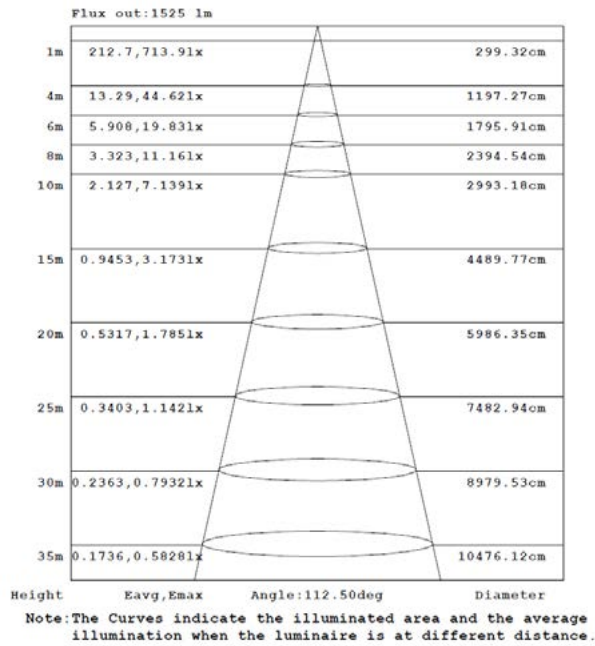 Flux out:1525 lm
1m 212.7,713.9lx 299.32cm
4m 13.29,44.62lx 1197.27cm
6m 5.908,19.83lx 1795.91cm
8m 3.323,11.16lx 2394.54cm
10m 2.127,7.139lx 2993.18cm
15m 0.9453,3.173lx 4489.77cm
20m 0.5317,1.785lx 5986.35cm
25m 0.3403,1.142lx 7482.94cm
30m 0.2363,0.7932lx 8979.53cm
35m 0.1736,0.5828lx 10476.12cm
Height Eavg,Emax Angle:112.50deg Diameter
Note:The Curves indicate the illuminated area and the average
illumination when the luminaire is at different distance.